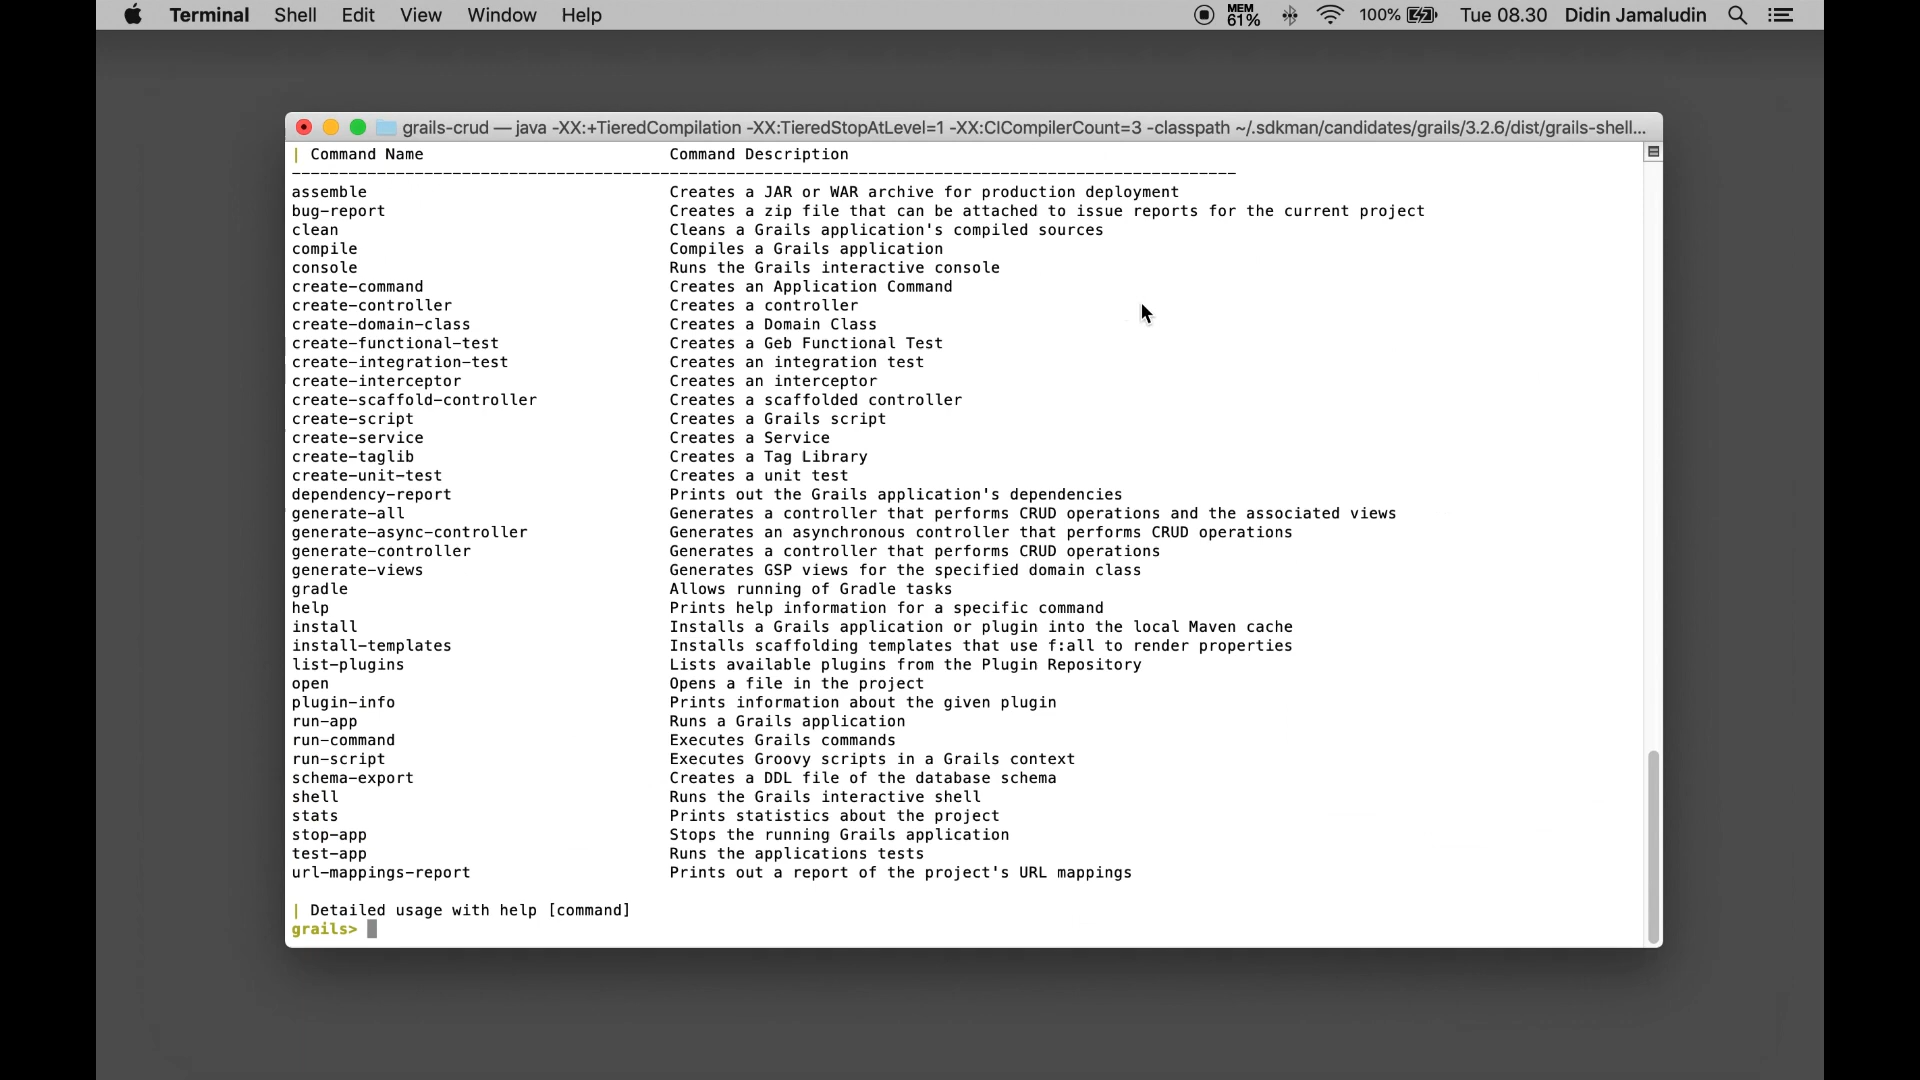 Terminal Shell Edit View Window Help MEM 61% 100% Tue 08.30 Didin Jamaludin
grails-crud — java -XX:+TieredCompilation -XX:TieredStopAtLevel=1 -XX:CICompilerCount=3 -classpath ~/.sdkman/candidates/grails/3.2.6/dist/grails-shell...
| Command Name Command Description
----------------------------------------------------------------------------------------------------
assemble Creates a JAR or WAR archive for production deployment
bug-report Creates a zip file that can be attached to issue reports for the current project
clean Cleans a Grails application's compiled sources
compile Compiles a Grails application
console Runs the Grails interactive console
create-command Creates an Application Command
create-controller Creates a controller
create-domain-class Creates a Domain Class
create-functional-test Creates a Geb Functional Test
create-integration-test Creates an integration test
create-interceptor Creates an interceptor
create-scaffold-controller Creates a scaffolded controller
create-script Creates a Grails script
create-service Creates a Service
create-taglib Creates a Tag Library
create-unit-test Creates a unit test
dependency-report Prints out the Grails application's dependencies
generate-all Generates a controller that performs CRUD operations and the associated views
generate-async-controller Generates an asynchronous controller that performs CRUD operations
generate-controller Generates a controller that performs CRUD operations
generate-views Generates GSP views for the specified domain class
gradle Allows running of Gradle tasks
help Prints help information for a specific command
install Installs a Grails application or plugin into the local Maven cache
install-templates Installs scaffolding templates that use f:all to render properties
list-plugins Lists available plugins from the Plugin Repository
open Opens a file in the project
plugin-info Prints information about the given plugin
run-app Runs a Grails application
run-command Executes Grails commands
run-script Executes Groovy scripts in a Grails context
schema-export Creates a DDL file of the database schema
shell Runs the Grails interactive shell
stats Prints statistics about the project
stop-app Stops the running Grails application
test-app Runs the applications tests
url-mappings-report Prints out a report of the project's URL mappings
| Detailed usage with help [command]
grails>